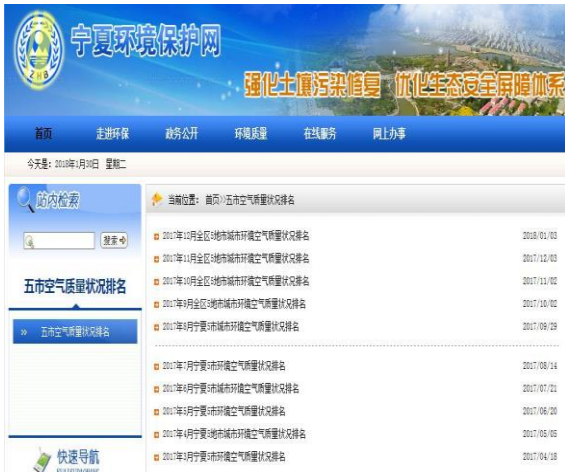 ZHB
宁夏环境保护网
强化土壤污染修复 优化生态安全屏障体系
首页 走进环保 政务公开 环境质量 在线服务 网上办事
今天是：2018年1月30日 星期二
站内检索
搜索
五市空气质量状况排名
» 五市空气质量状况排名
快速导航
当前位置： 首页>>五市空气质量状况排名
2017年12月全区5地市城市环境空气质量状况排名 2018/01/03
2017年11月全区5地市城市环境空气质量状况排名 2017/12/03
2017年10月全区5地市城市环境空气质量状况排名 2017/11/02
2017年9月全区5地市城市环境空气质量状况排名 2017/10/02
2017年8月宁夏5地市城市环境空气质量状况排名 2017/09/29
2017年7月宁夏5市环境空气质量状况排名 2017/08/14
2017年6月宁夏5市城市环境空气质量状况排名 2017/07/21
2017年5月宁夏5市环境空气质量状况排名 2017/06/20
2017年4月宁夏5地市城市环境空气质量状况排名 2017/05/05
2017年3月宁夏5市环境空气质量状况排名 2017/04/18